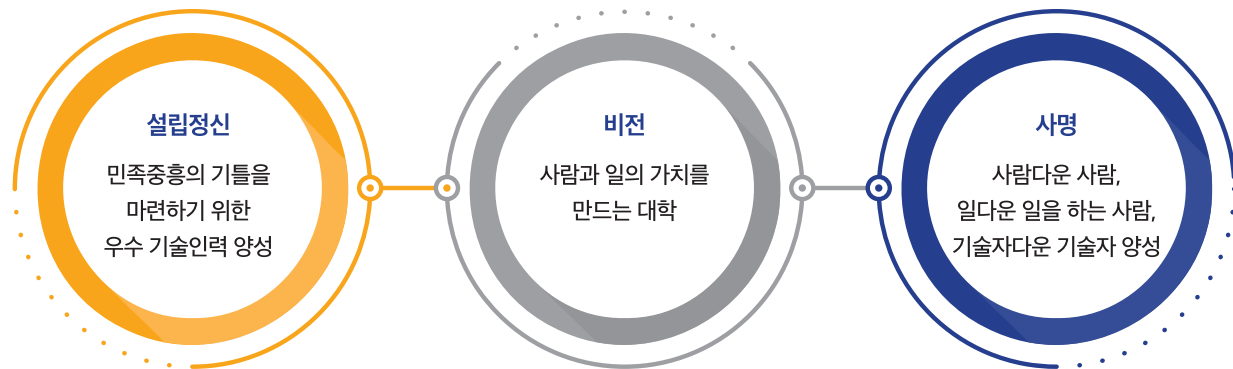 설립정신
민족중흥의 기틀을
마련하기 위한
우수 기술인력 양성
비전
사람과 일의 가치를
만드는 대학
사명
사람다운 사람,
일다운 일을 하는 사람,
기술자다운 기술자 양성